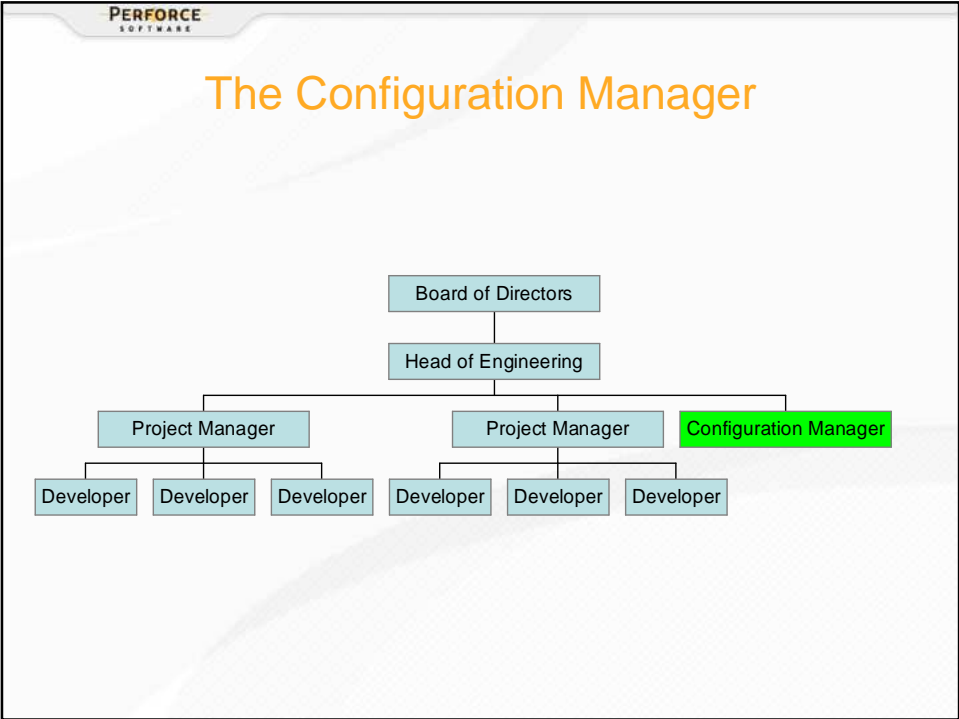 PERFORCE
SOFTWARE
The Configuration Manager
Board of Directors
Head of Engineering
Project Manager
Project Manager
Configuration Manager
Developer
Developer
Developer
Developer
Developer
Developer